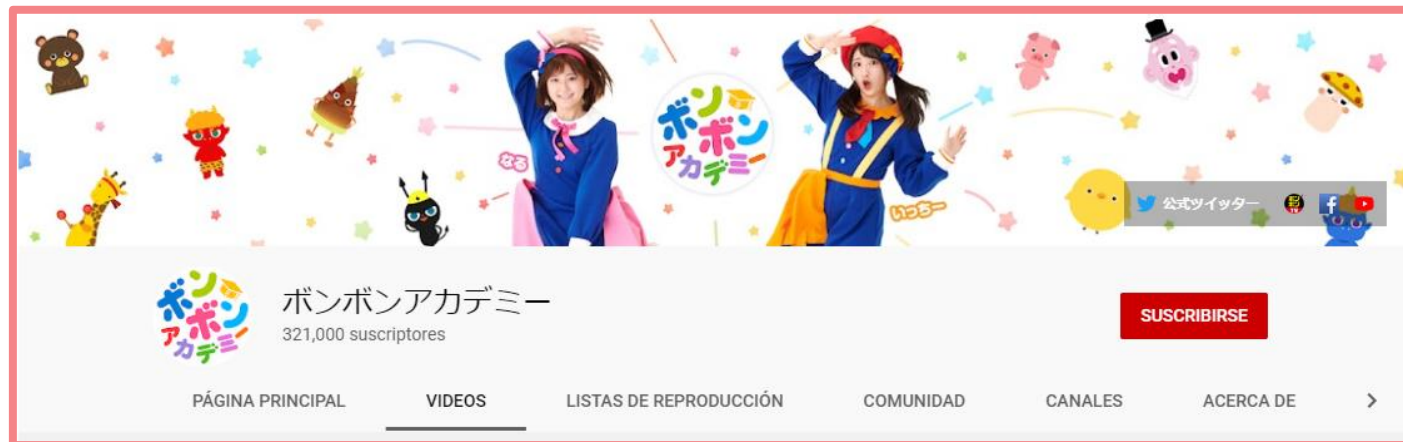 ボンボンアカデミー
なる
いっちー
公式ツイッター
ボンボンアカデミー
ボンボンアカデミー
321,000 suscriptores
SUSCRIBIRSE
PÁGINA PRINCIPAL VIDEOS LISTAS DE REPRODUCCIÓN COMUNIDAD CANALES ACERCA DE